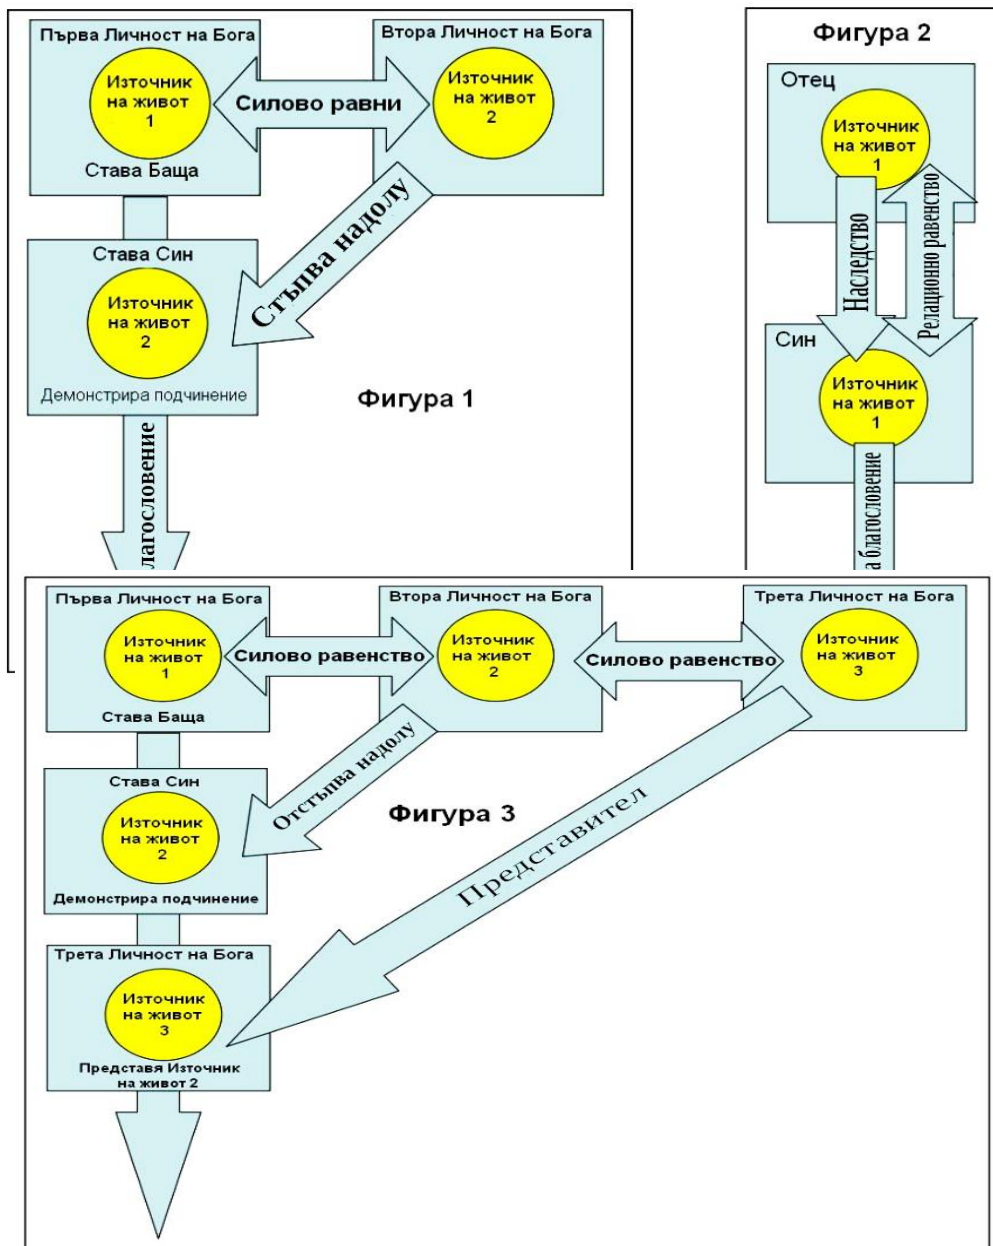 Първа Личност на Бога
Източник
на живот
1
Става Баща
Силово равни
Втора Личност на Бога
Източник
на живот
2
Стъпва надолу
Става Син
Източник
на живот
2
Демонстрира подчинение
Фигура 1
лагословение
Фигура 2
Отец
Източник
на живот
1
Наследство
Релационно равенство
Син
Източник
на живот
1
а благословение
Първа Личност на Бога
Източник
на живот
1
Става Баща
Силово равенство
Втора Личност на Бога
Източник
на живот
2
Силово равенство
Трета Личност на Бога
Източник
на живот
3
Отстъпва надолу
Представител
Става Син
Източник
на живот
2
Демонстрира подчинение
Фигура 3
Трета Личност на Бога
Източник
на живот
3
Представя Източник
на живот 2